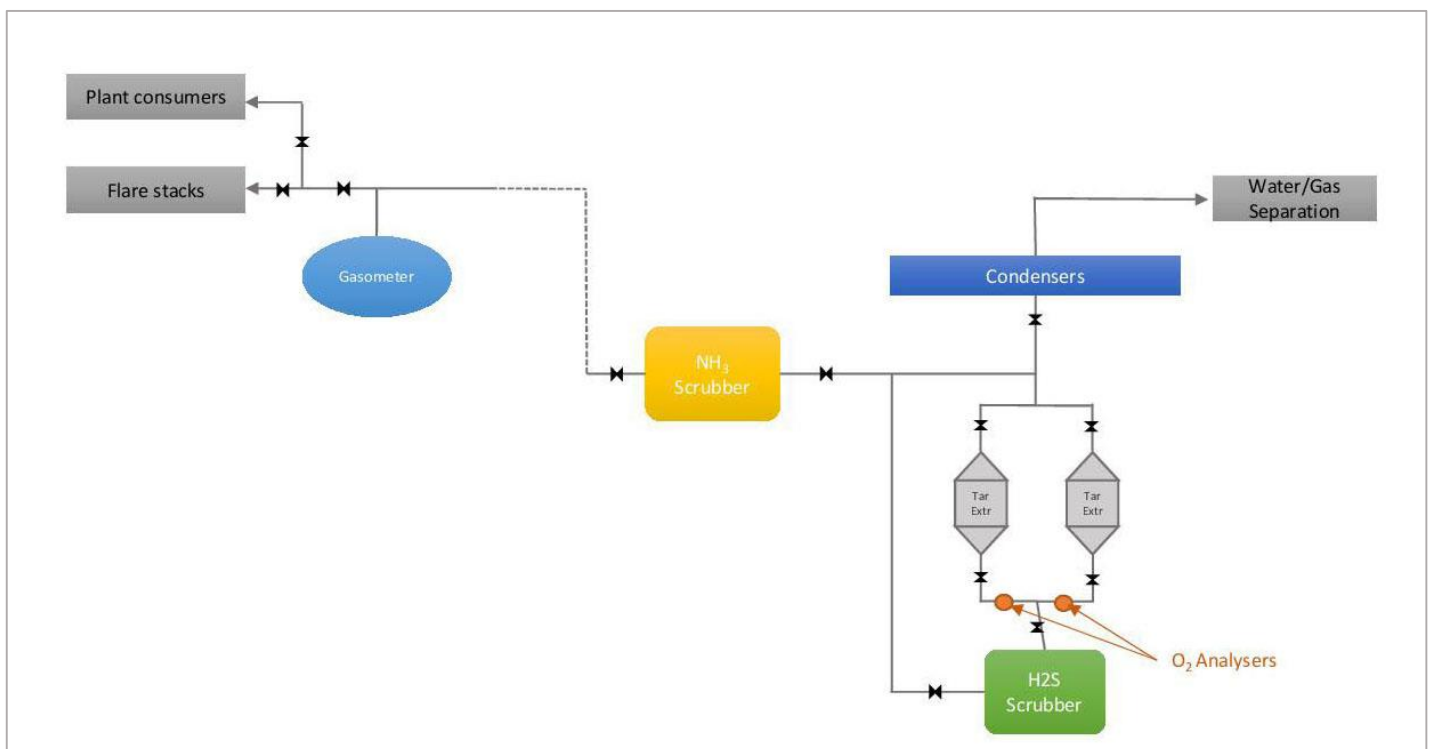 Plant consumers
Flare stacks
Gasometer
Water/Gas
Separation
Condensers
NH₃
Scrubber
Tar
Extr
Tar
Extr
O₂ Analysers
H2S
Scrubber